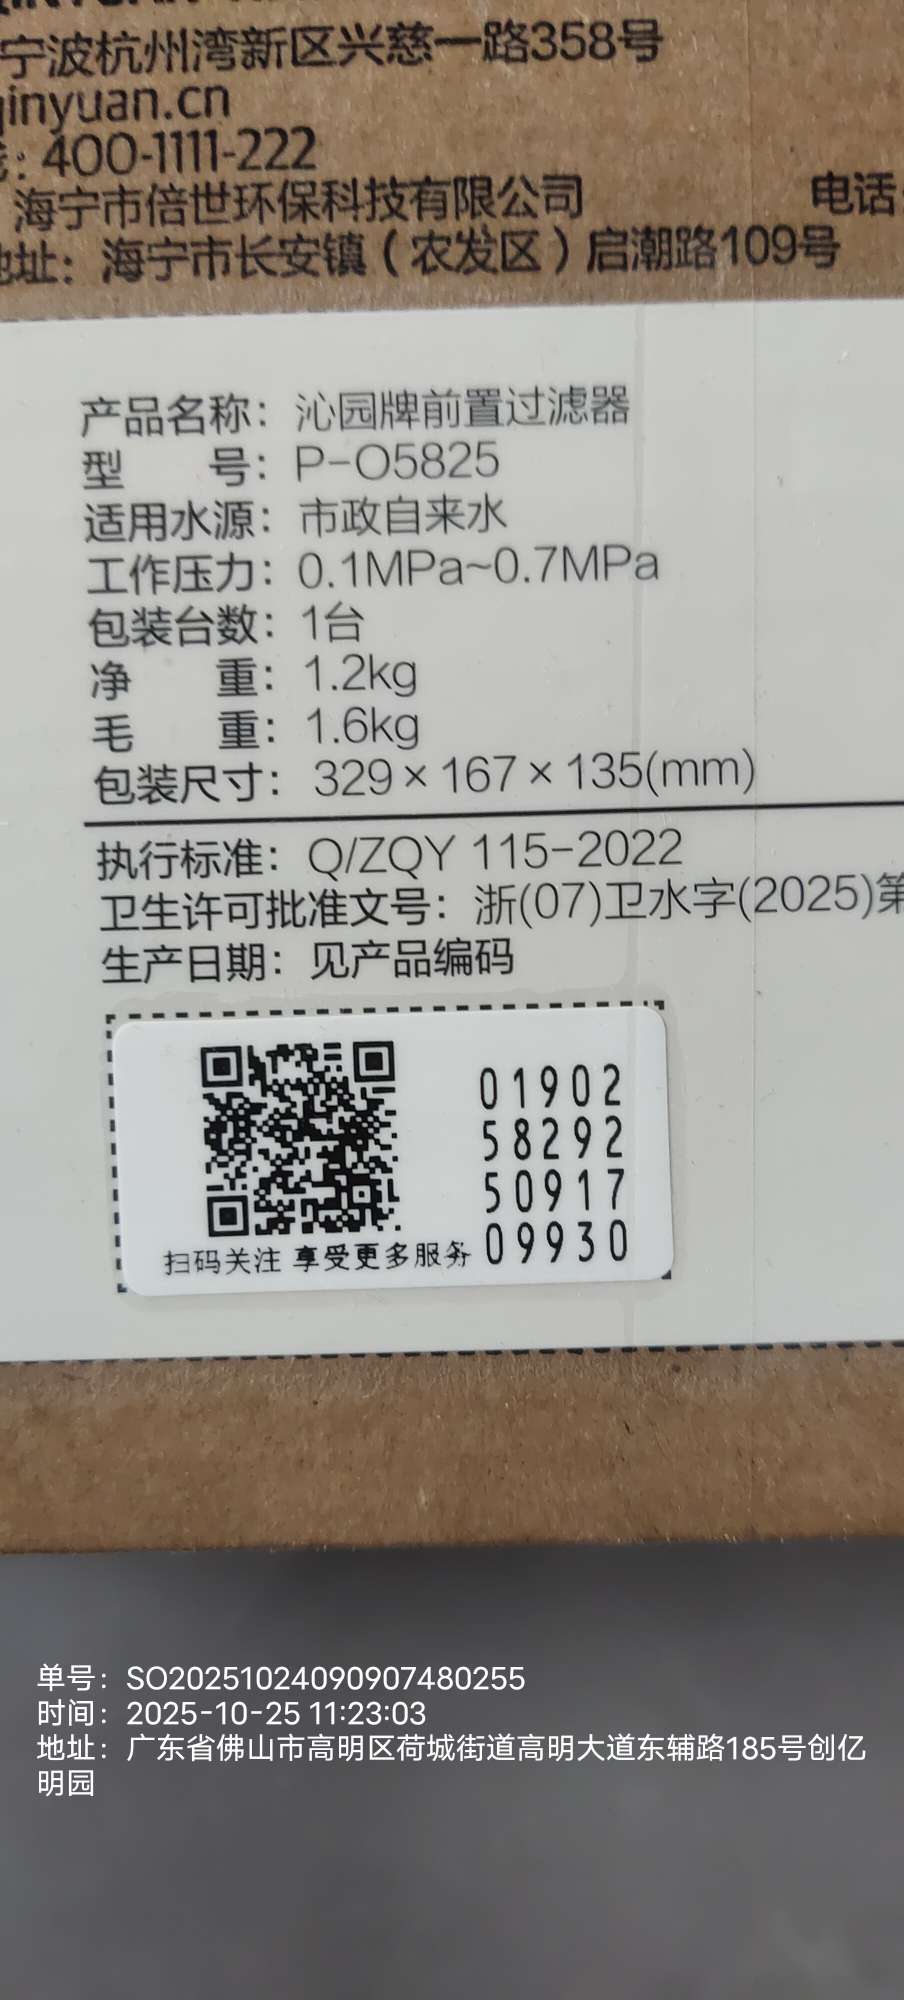 宁波杭州湾新区兴慈一路358号
qinyuan.cn
：400-1111-222
海宁市倍世环保科技有限公司 电话：
地址：海宁市长安镇（农发区）启潮路109号
产品名称：沁园牌前置过滤器
型 号：P-O5825
适用水源：市政自来水
工作压力：0.1MPa~0.7MPa
包装台数：1台
净 重：1.2kg
毛 重：1.6kg
包装尺寸：329×167×135(mm)
执行标准：Q/ZQY 115-2022
卫生许可批准文号：浙(07)卫水字(2025)第
生产日期：见产品编码
01902
58292
50917
09930
扫码关注 享受更多服务
单号：SO20251024090907480255
时间：2025-10-25 11:23:03
地址：广东省佛山市高明区荷城街道高明大道东辅路185号创亿
明园